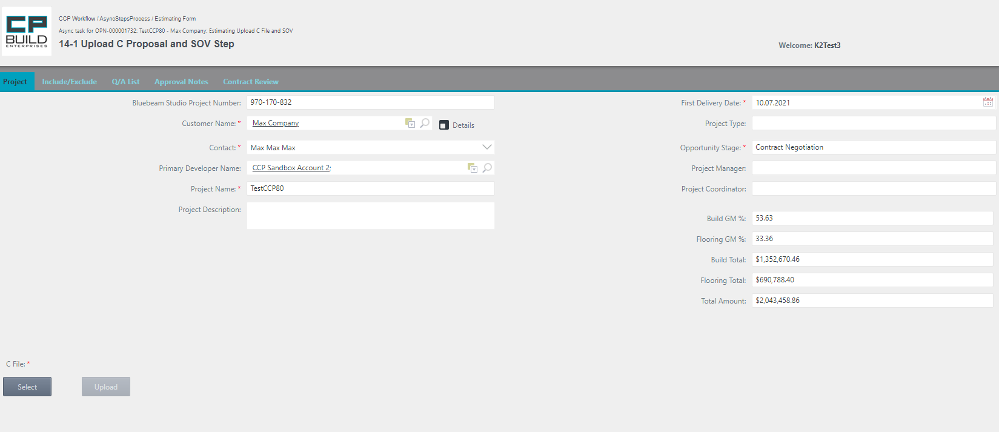 CP
BUILD
ENTERPRISES
CCP Workflow / AsyncStepsProcess / Estimating Form
Async task for OPN-000001732: TestCCP80 - Max Company: Estimating Upload C File and SOV
14-1 Upload C Proposal and SOV Step
Welcome: K2Test3
Project Include/Exclude Q/A List Approval Notes Contract Review
Bluebeam Studio Project Number: 970-170-832
Customer Name: * Max Company Details
Contact: * Max Max Max
Primary Developer Name: CCP Sandbox Account 2;
Project Name: * TestCCP80
Project Description:
First Delivery Date: * 10.07.2021
Project Type:
Opportunity Stage: * Contract Negotiation
Project Manager:
Project Coordinator:
Build GM %: 53.63
Flooring GM %: 33.36
Build Total: $1,352,670.46
Flooring Total: $690,788.40
Total Amount: $2,043,458.86
C File: *
Select Upload